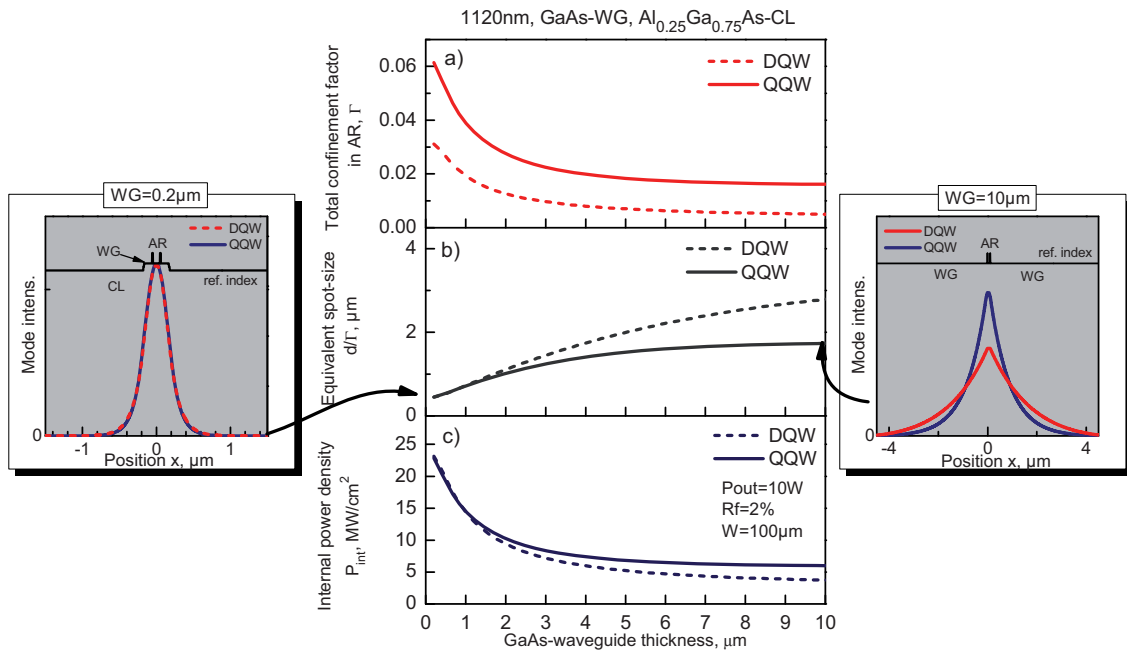 1120nm, GaAs-WG, Al0.25Ga0.75As-CL
WG=0.2µm
DQW
QQW
WG
AR
CL
ref. index
Mode intens.
0
-1 0 1
Position x, µm
a)
DQW
QQW
Total confinement factor
in AR, Γ
0.06
0.04
0.02
0.00
b)
DQW
QQW
Equivalent spot-size
d/Γ, µm
4
2
0
c)
DQW
QQW
Pout=10W
Rf=2%
W=100µm
Internal power density
Pint, MW/cm2
25
20
15
10
5
0
0 1 2 3 4 5 6 7 8 9 10
GaAs-waveguide thickness, µm
WG=10µm
DQW
QQW
AR
ref. index
WG WG
Mode intens.
0
-4 0 4
Position x, µm